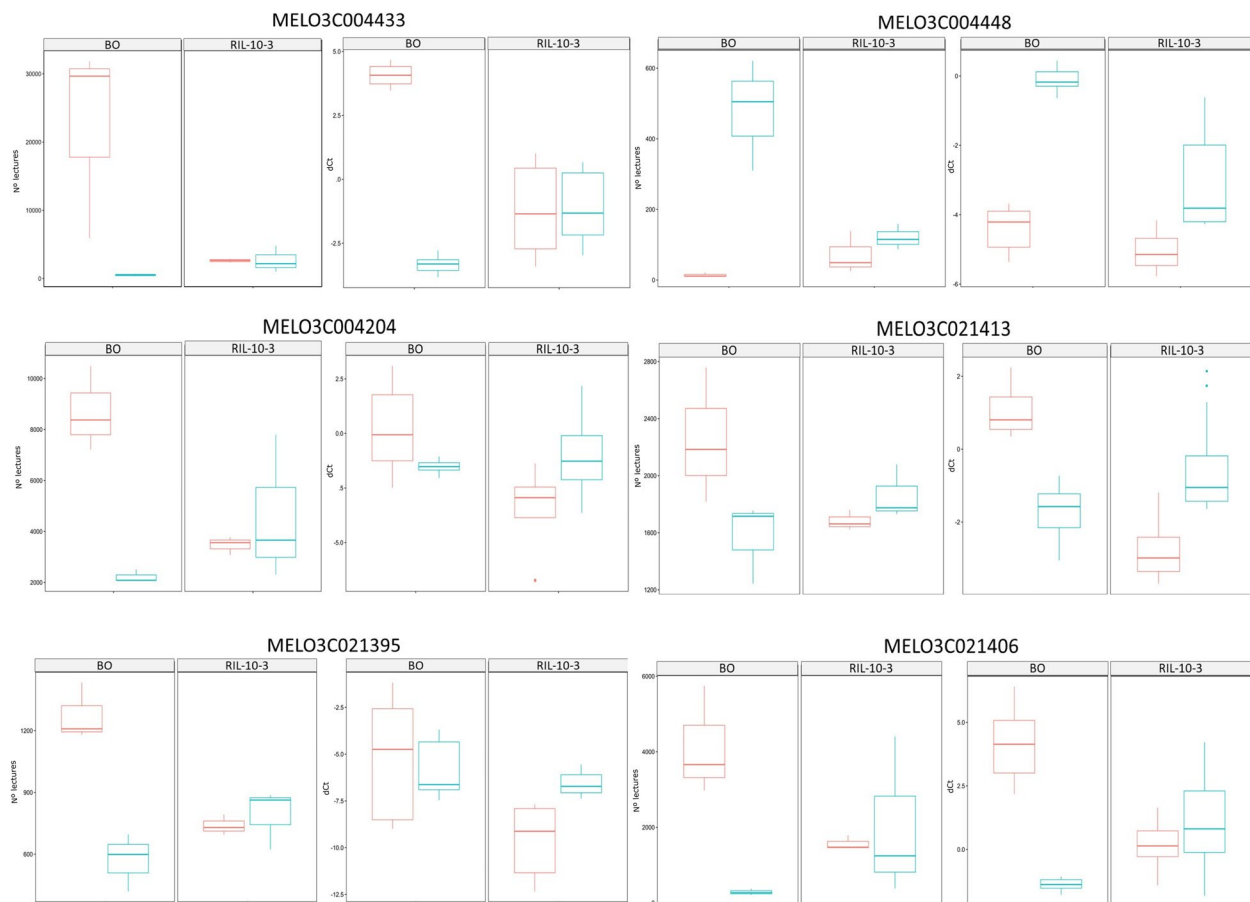 MELO3C004433
BO RIL-10-3 BO RIL-10-3
Nº lectures
30000
20000
10000
0
dCt
5.0
2.5
.0
-2.5
MELO3C004448
BO RIL-10-3 BO RIL-10-3
Nº lectures
600
400
200
0
dCt
0
-2
-4
-6
MELO3C004204
BO RIL-10-3 BO RIL-10-3
Nº lectures
10000
8000
6000
4000
2000
dCt
2.5
0.0
.5
-5.0
MELO3C021413
BO RIL-10-3 BO RIL-10-3
Nº lectures
2800
2400
2000
1600
1200
dCt
2
0
-2
MELO3C021395
BO RIL-10-3 BO RIL-10-3
Nº lectures
1200
900
600
dCt
-2.5
-5.0
-7.5
-10.0
-12.5
MELO3C021406
BO RIL-10-3 BO RIL-10-3
Nº lectures
6000
4000
2000
0
dCt
5.0
2.5
0.0